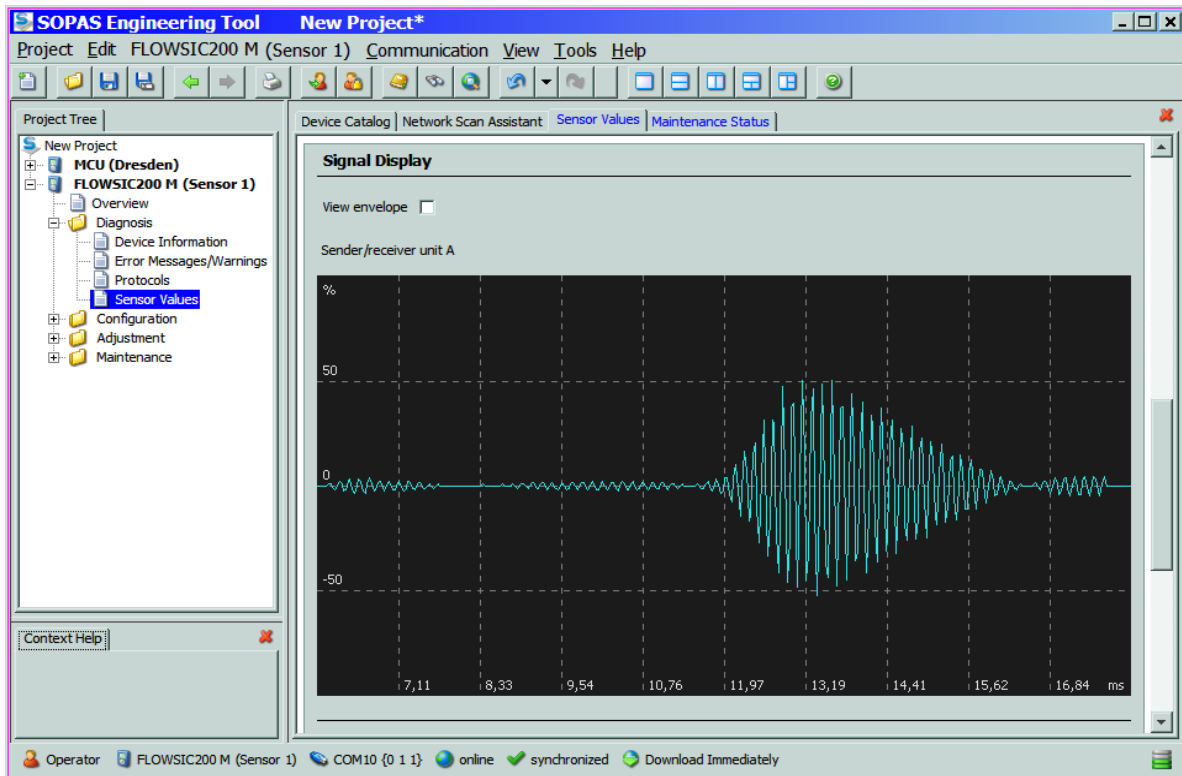 SOPAS Engineering Tool New Project*
Project Edit FLOWSIC200 M (Sensor 1) Communication View Tools Help
Project Tree
New Project
MCU (Dresden)
FLOWSIC200 M (Sensor 1)
Overview
Diagnosis
Device Information
Error Messages/Warnings
Protocols
Sensor Values
Configuration
Adjustment
Maintenance
Context Help
Device Catalog Network Scan Assistant Sensor Values Maintenance Status
Signal Display
View envelope
Sender/receiver unit A
%
50
0
-50
7,11 8,33 9,54 10,76 11,97 13,19 14,41 15,62 16,84 ms
Operator FLOWSIC200 M (Sensor 1) COM10 {0 1 1} online synchronized Download Immediately